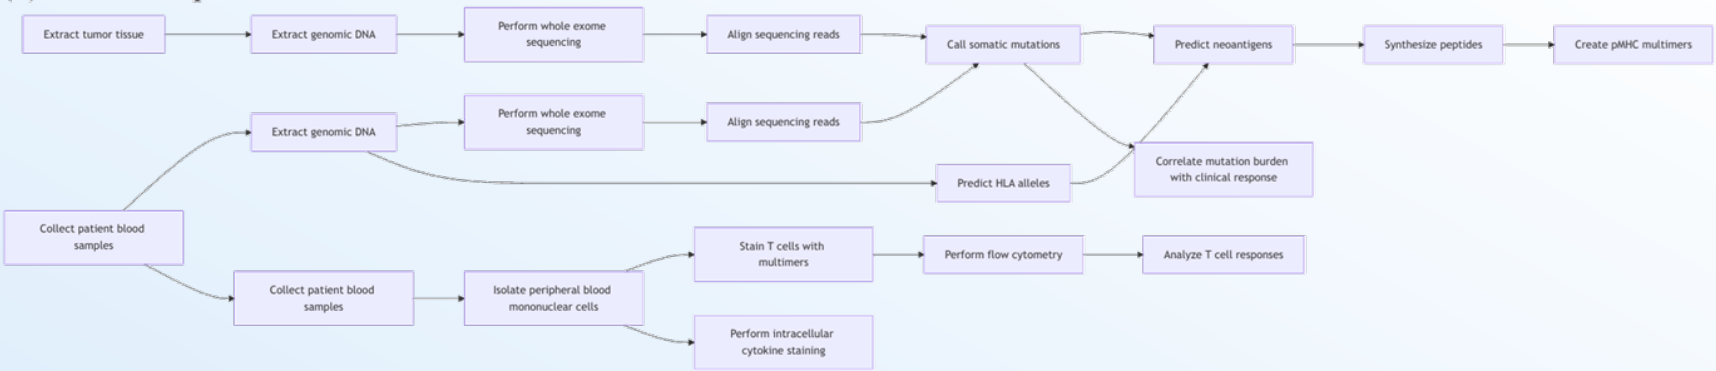 Extract tumor tissue
Extract genomic DNA
Perform whole exome
sequencing
Align sequencing reads
Call somatic mutations
Predict neoantigens
Synthesize peptides
Create pMHC multimers
Extract genomic DNA
Perform whole exome
sequencing
Align sequencing reads
Predict HLA alleles
Correlate mutation burden
with clinical response
Collect patient blood
samples
Collect patient blood
samples
Isolate peripheral blood
mononuclear cells
Stain T cells with
multimers
Perform flow cytometry
Analyze T cell responses
Perform intracellular
cytokine staining